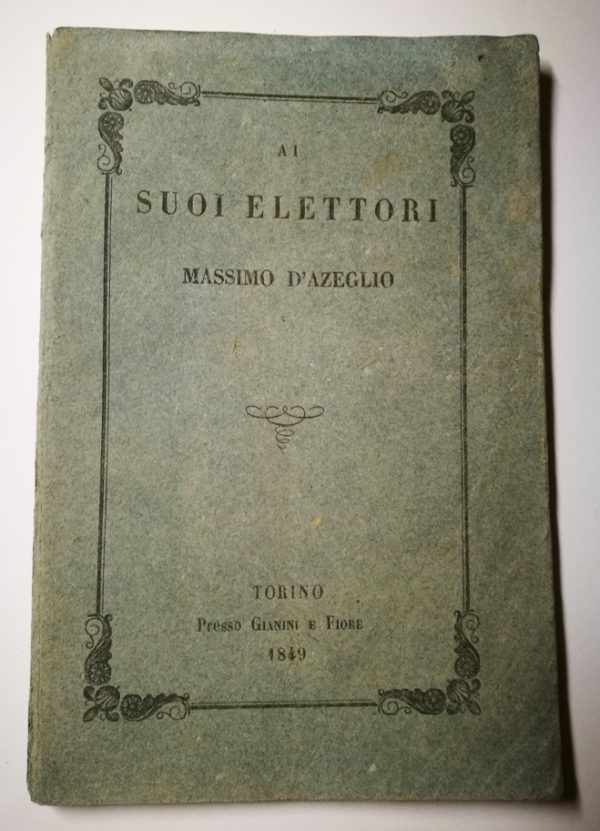 AI
SUOI ELETTORI
MASSIMO D'AZEGLIO
TORINO
Presso GIANINI E FIORE
1849